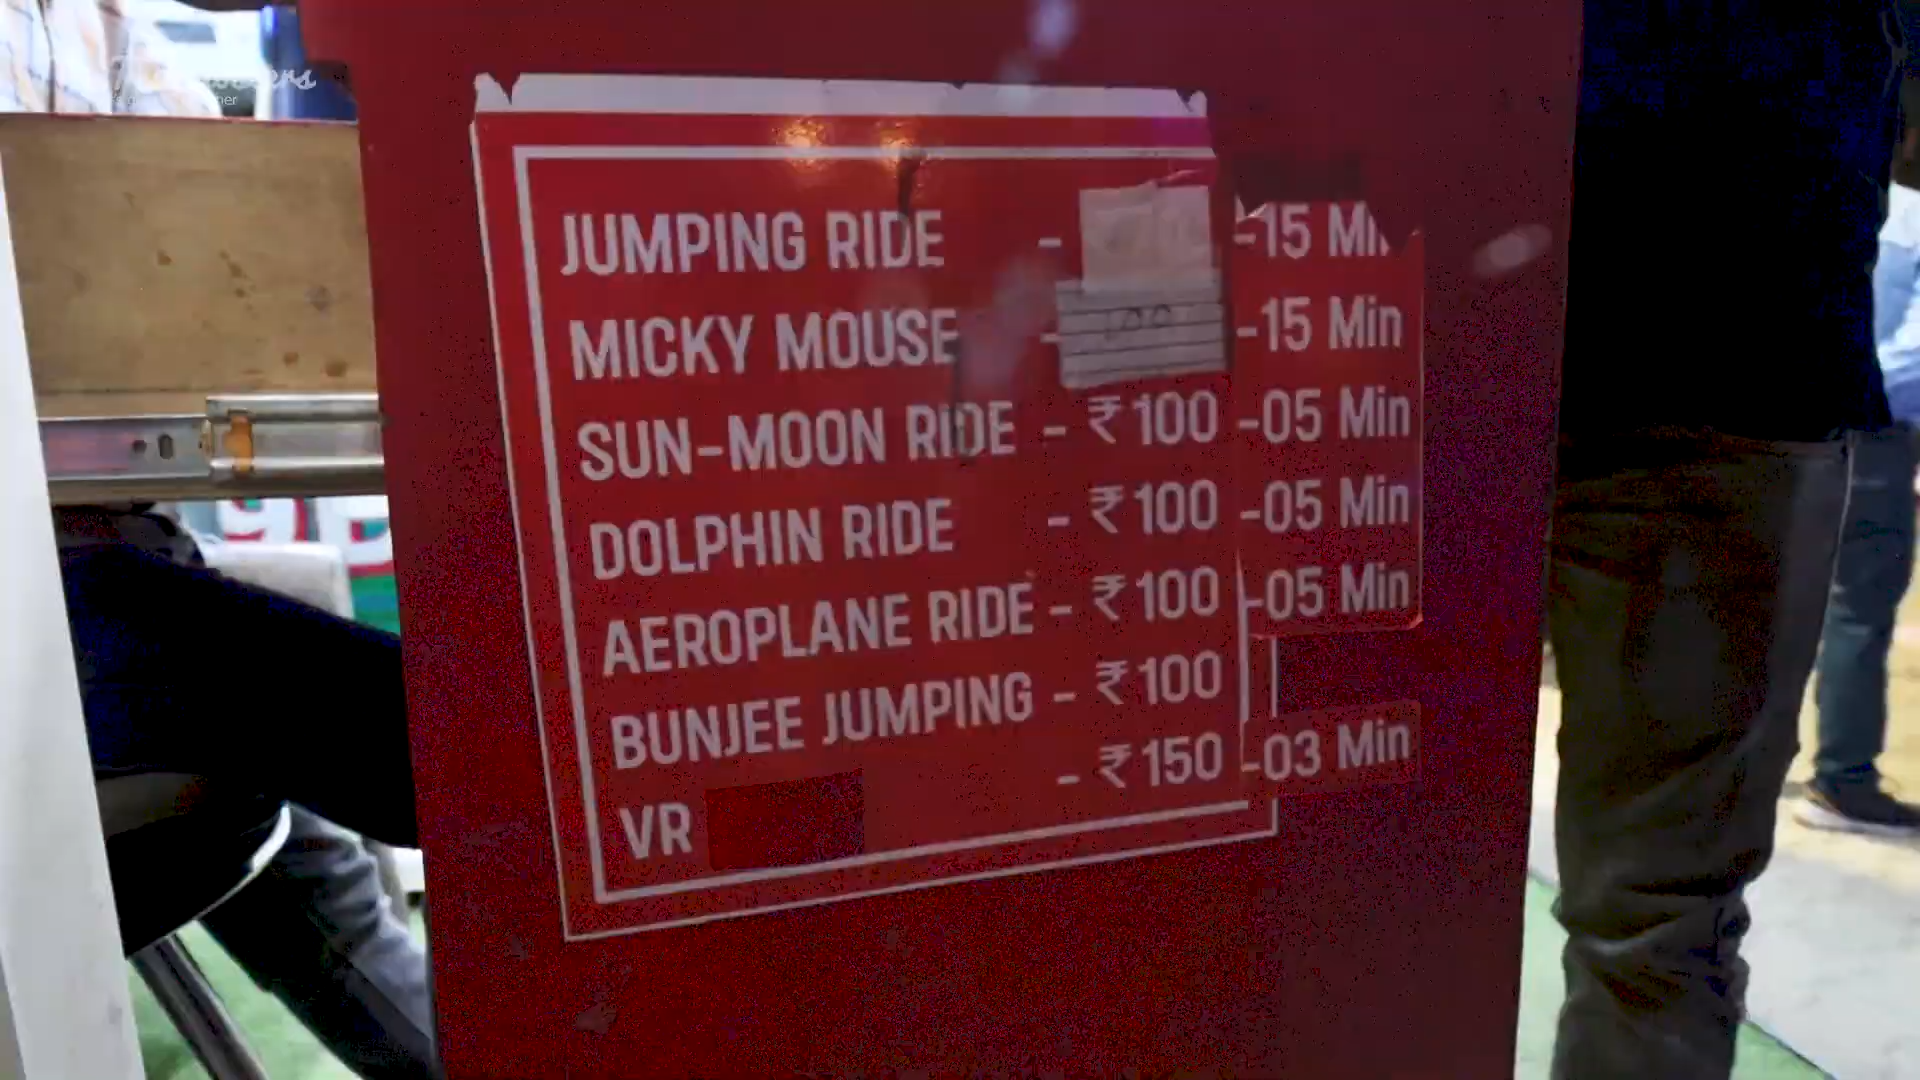 JUMPING RIDE - -15 Min
MICKY MOUSE - 100 -15 Min
SUN-MOON RIDE - ₹100 -05 Min
DOLPHIN RIDE - ₹100 -05 Min
AEROPLANE RIDE - ₹100 -05 Min
BUNJEE JUMPING - ₹100
VR - ₹150 -03 Min